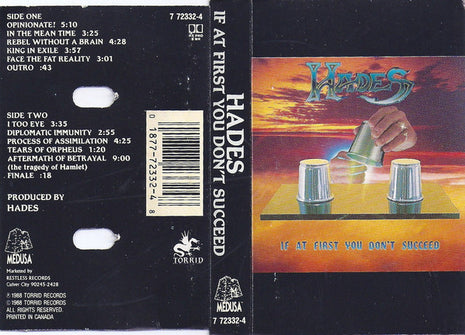 SIDE ONE
OPINIONATE! 5:10
IN THE MEAN TIME 3:25
REBEL WITHOUT A BRAIN 4:28
KING IN EXILE 3:57
FACE THE FAT REALITY 3:01
OUTRO :43
SIDE TWO
I TOO EYE 3:35
DIPLOMATIC IMMUNITY 2:55
PROCESS OF ASSIMILATION 4:25
TEARS OF ORPHEUS 1:20
AFTERMATH OF BETRAYAL 9:00
(the tragedy of Hamlet)
FINALE :18
PRODUCED BY
HADES
MEDUSA
Marketed by
RESTLESS RECORDS
Culver City 90245-2428
℗ 1988 TORRID RECORDS
© 1988 TORRID RECORDS
ALL RIGHTS RESERVED.
PRINTED IN CANADA
7 72332-4
0 1877-72332-4 8
TORRID
HADES
IF AT FIRST YOU DON'T SUCCEED
MEDUSA
7 72332-4
HADES
IF AT FIRST YOU DON'T SUCCEED